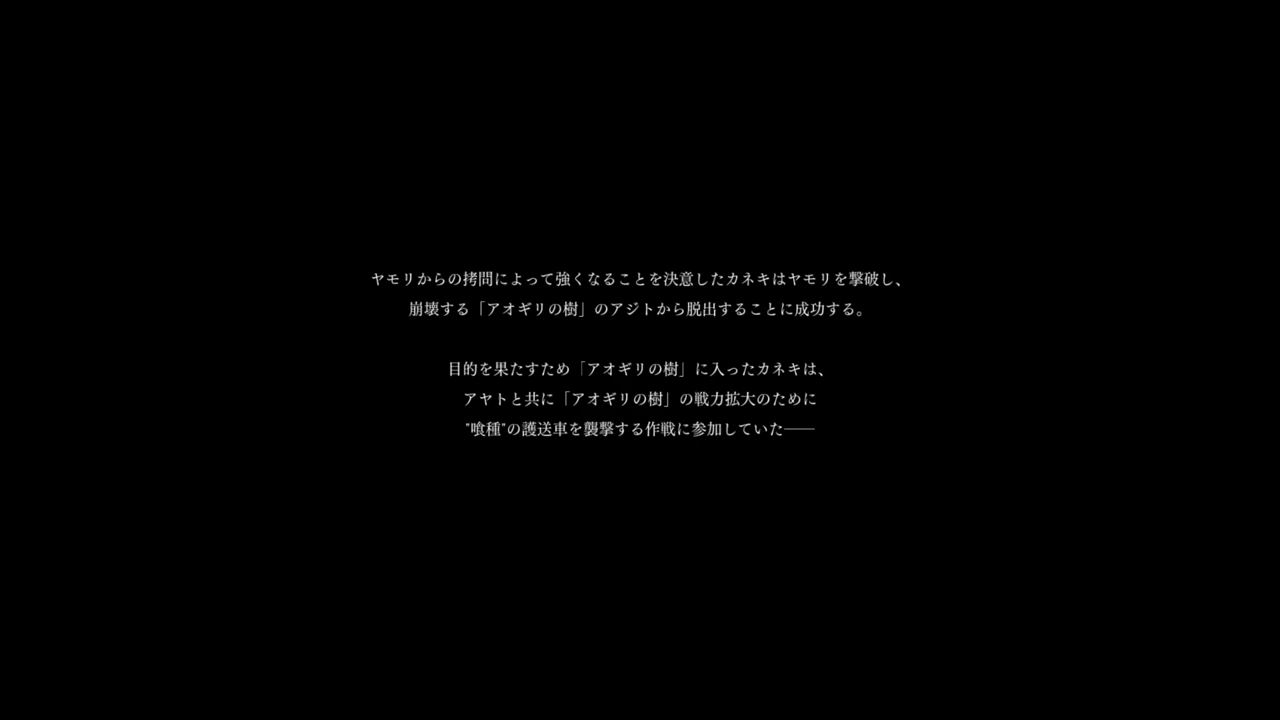 ヤモリからの拷問によって強くなることを決意したカネキはヤモリを撃破し、
崩壊する「アオギリの樹」のアジトから脱出することに成功する。
目的を果たすため「アオギリの樹」に入ったカネキは、
アヤトと共に「アオギリの樹」の戦力拡大のために
"喰種"の護送車を襲撃する作戦に参加していた――